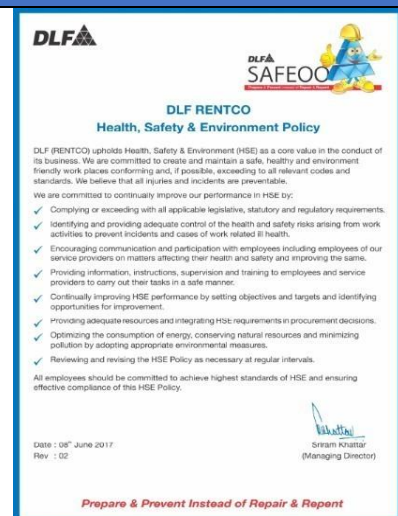 DLF
DLF
SAFEOO
Prepare & Prevent Instead of Repair & Repent
DLF RENTCO
Health, Safety & Environment Policy
DLF (RENTCO) upholds Health, Safety & Environment (HSE) as a core value in the conduct of
its business. We are committed to create and maintain a safe, healthy and environment
friendly work places conforming and, if possible, exceeding to all relevant codes and
standards. We believe that all injuries and incidents are preventable.
We are committed to continually improve our performance in HSE by:
✓ Complying or exceeding with all applicable legislative, statutory and regulatory requirements.
✓ Identifying and providing adequate control of the health and safety risks arising from work
activities to prevent incidents and cases of work related ill health.
✓ Encouraging communication and participation with employees including employees of our
service providers on matters affecting their health and safety and improving the same.
✓ Providing information, instructions, supervision and training to employees and service
providers to carry out their tasks in a safe manner.
✓ Continually improving HSE performance by setting objectives and targets and identifying
opportunities for improvement.
✓ Providing adequate resources and integrating HSE requirements in procurement decisions.
✓ Optimizing the consumption of energy, conserving natural resources and minimizing
pollution by adopting appropriate environmental measures.
✓ Reviewing and revising the HSE Policy as necessary at regular intervals.
All employees should be committed to achieve highest standards of HSE and ensuring
effective compliance of this HSE Policy.
Date : 08th June 2017
Sriram Khattar
Rev : 02
(Managing Director)
Prepare & Prevent Instead of Repair & Repent